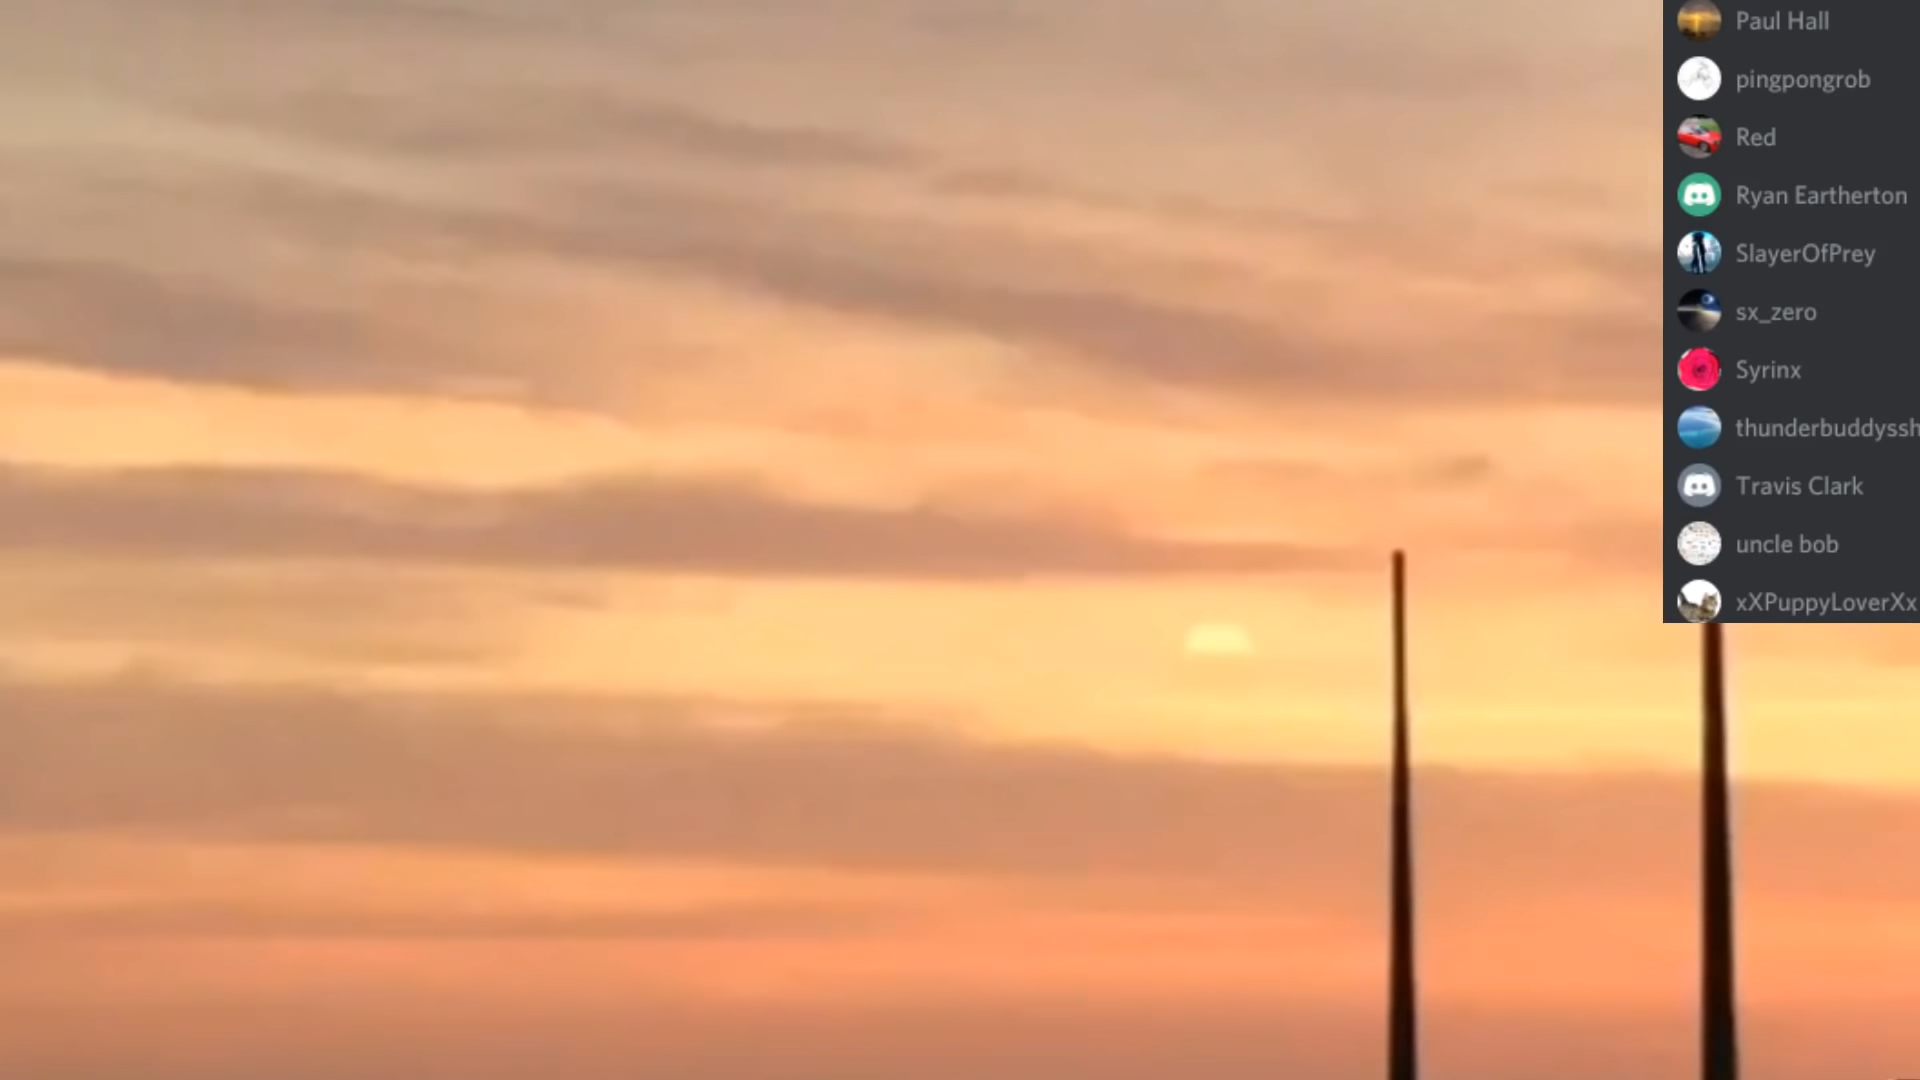 Paul Hall
pingpongrob
Red
Ryan Eartherton
SlayerOfPrey
sx_zero
Syrinx
thunderbuddyssh
Travis Clark
uncle bob
xXPuppyLoverXx